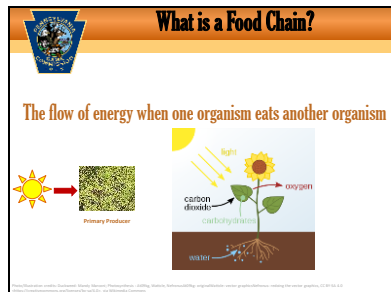 What is a Food Chain?
PENNSYLVANIA
The flow of energy when one organism eats another organism
Primary Producer
light
oxygen
carbon
dioxide
carbohydrates
water